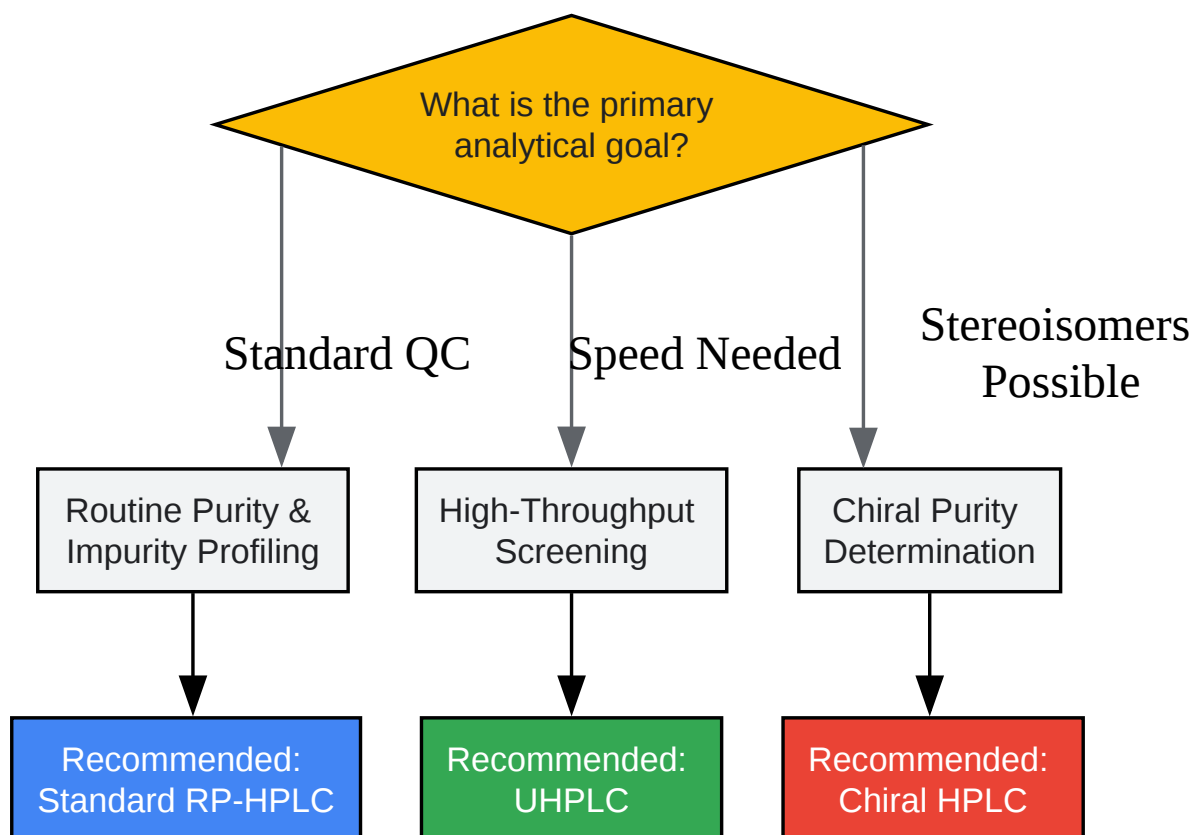 What is the primary
analytical goal?
Standard QC
Speed Needed
Stereoisomers
Possible
Routine Purity &
Impurity Profiling
High-Throughput
Screening
Chiral Purity
Determination
Recommended:
Standard RP-HPLC
Recommended:
UHPLC
Recommended:
Chiral HPLC